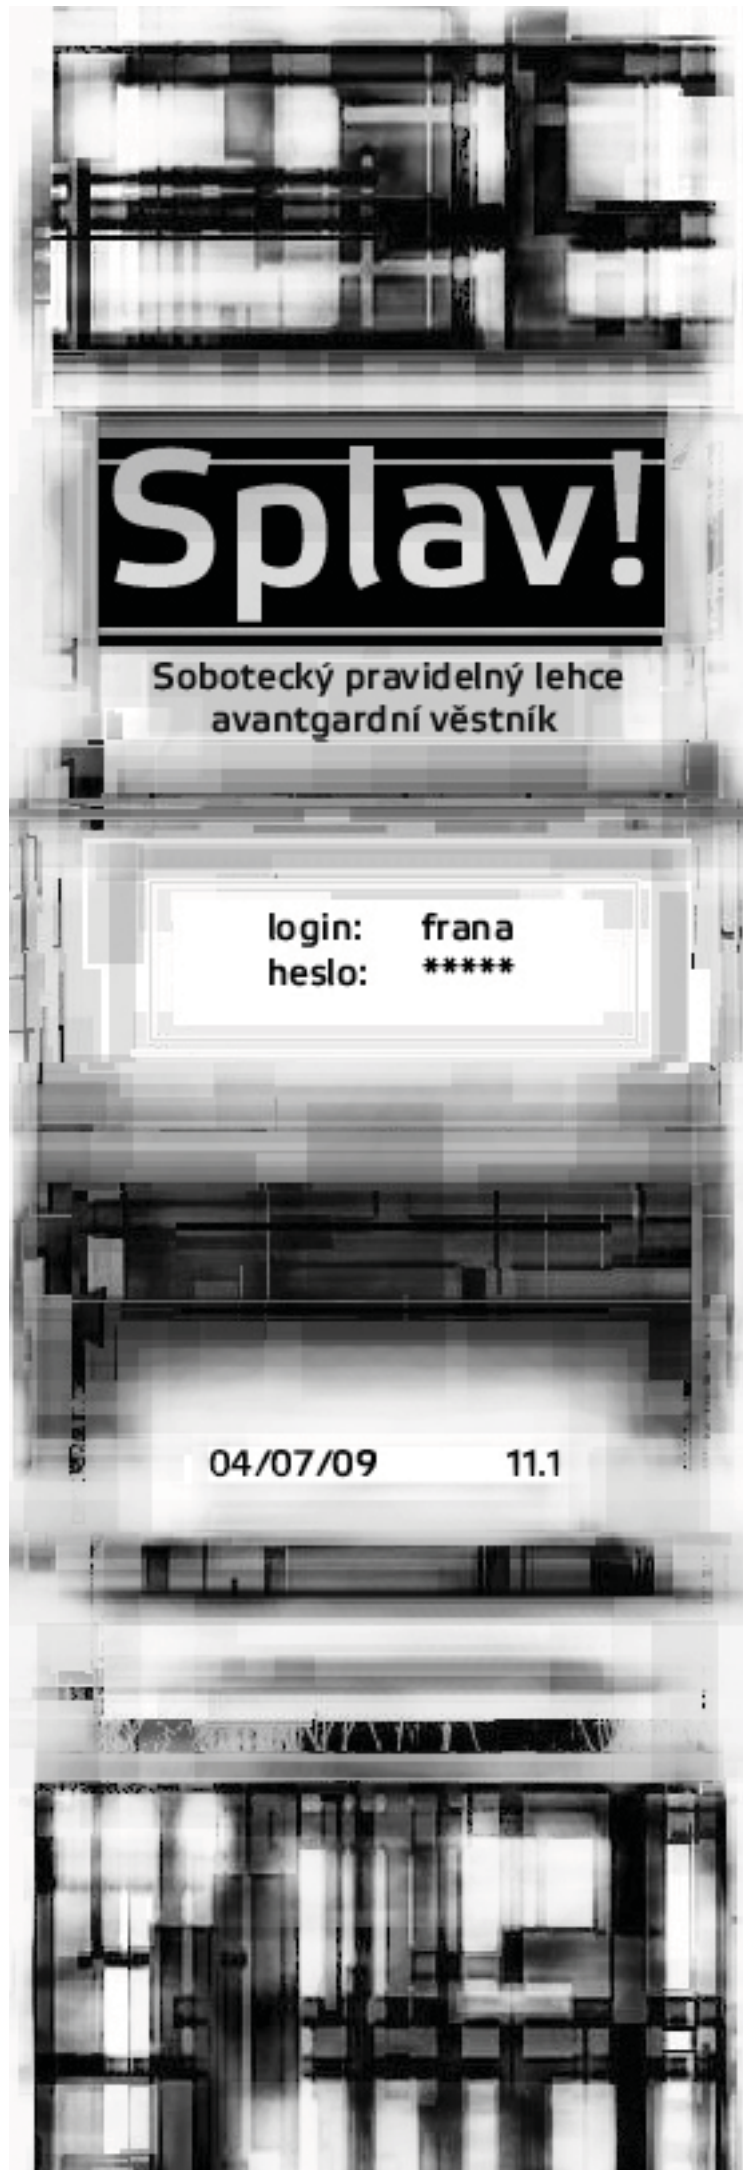 Splav!
Sobotecký pravidelný lehce
avantgardní věstník
login: frana
heslo: *****
04/07/09 11.1